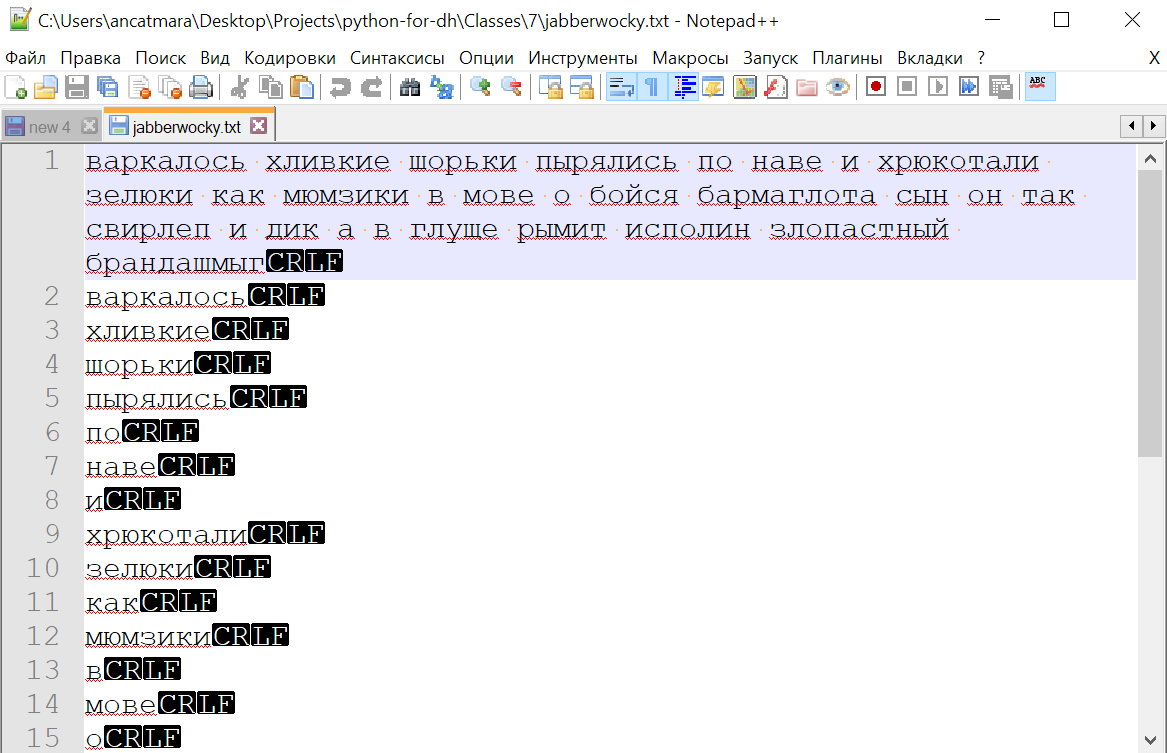 C:\Users\ancatmara\Desktop\Projects\python-for-dh\Classes\7\jabberwocky.txt - Notepad++
Файл Правка Поиск Вид Кодировки Синтаксисы Опции Инструменты Макросы Запуск Плагины Вкладки ? X
ABC
new 4 jabberwocky.txt
1 варкалось хливкие шорьки пырялись по наве и хрюкотали
зелюки как мюмзики в мове о бойся бармаглота сын он так
свирлеп и дик а в глуще рымит исполин злопастный
брандашмыгCRLF
2 варкалосьCRLF
3 хливкиеCRLF
4 шорькиCRLF
5 пырялисьCRLF
6 поCRLF
7 навеCRLF
8 иCRLF
9 хрюкоталиCRLF
10 зелюкиCRLF
11 какCRLF
12 мюмзикиCRLF
13 вCRLF
14 мовеCRLF
15 оCRLF